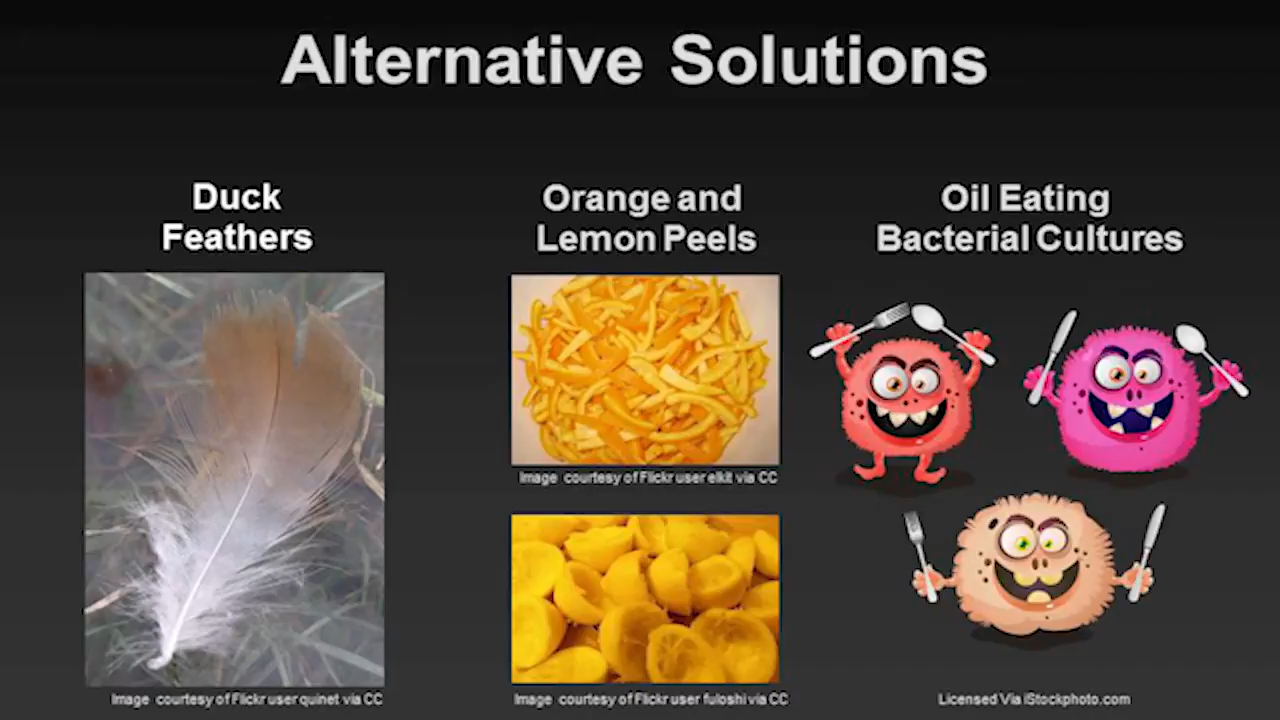 Alternative Solutions
Duck
Feathers
Orange and
Lemon Peels
Oil Eating
Bacterial Cultures
Image courtesy of Flickr user quinet via CC
Image courtesy of Flickr user elkit via CC
Image courtesy of Flickr user fuloshi via CC
Licensed Via iStockphoto.com